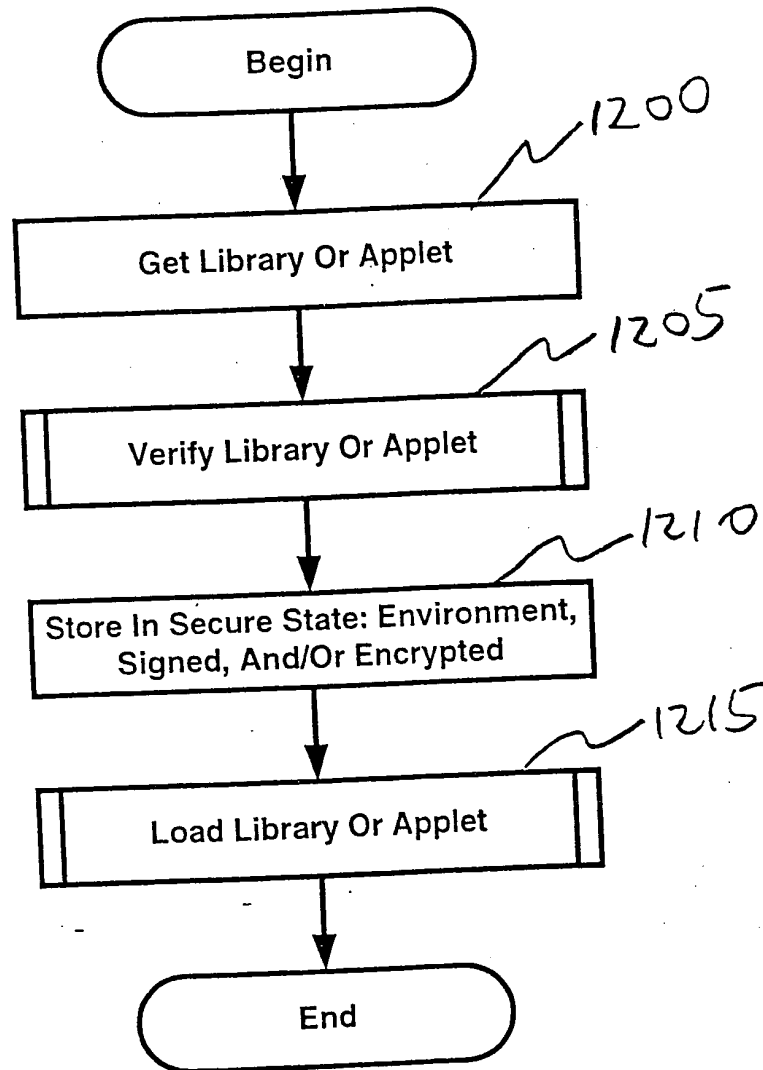 Begin
1200
Get Library Or Applet
1205
Verify Library Or Applet
1210
Store In Secure State: Environment,
Signed, And/Or Encrypted
1215
Load Library Or Applet
End